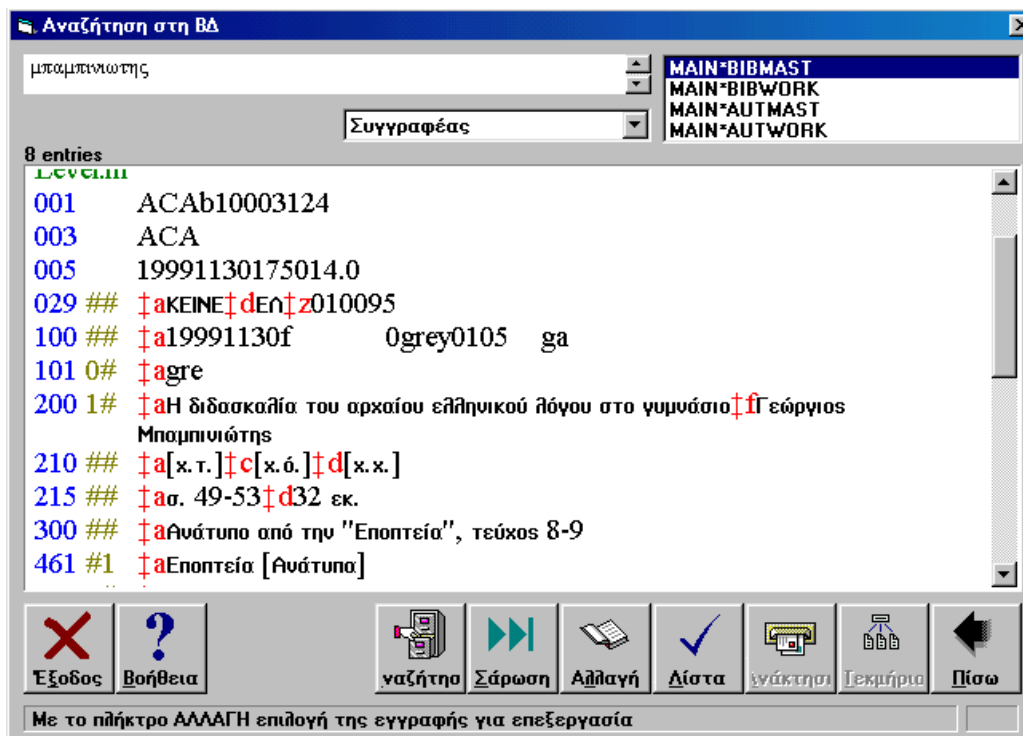 Αναζήτηση στη ΒΔ
μπαμπινιωτης
MAIN*BIBMAST
MAIN*BIBWORK
MAIN*AUTMAST
MAIN*AUTWORK
Συγγραφέας
8 entries
001 ACAb10003124
003 ACA
005 19991130175014.0
029 ## ‡aΚΕΙΝΕ‡dΕΛ‡z010095
100 ## ‡a19991130f 0grey0105 ga
101 0# ‡agre
200 1# ‡aΗ διδασκαλία του αρχαίου ελληνικού λόγου στο γυμνάσιο‡fΓεώργιος
Μπαμπινιώτης
210 ## ‡a[χ.τ.]‡c[χ.ό.]‡d[χ.χ.]
215 ## ‡aσ. 49-53‡d32 εκ.
300 ## ‡aΑνάτυπο από την "Εποπτεία", τεύχος 8-9
461 #1 ‡aΕποπτεία [Ανάτυπα]
Έξοδος Βοήθεια ναζήτησ Σάρωση Αλλαγή Λίστα νάκτησι Τεκμήριο Πίσω
Με το πλήκτρο ΑΛΛΑΓΗ επιλογή της εγγραφής για επεξεργασία